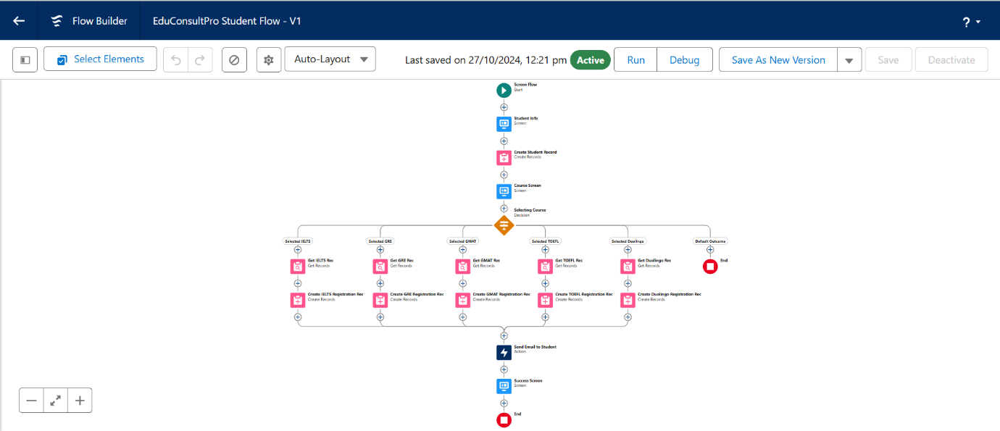 Flow Builder
EduConsultPro Student Flow - V1
?
Select Elements
Auto-Layout
Last saved on 27/10/2024, 12:21 pm
Active
Run
Debug
Save As New Version
Save
Deactivate
Screen Flow
Start
Student Info
Screen
Create Student Record
Create Records
Course Screen
Screen
Selecting Course
Decision
Selected IELTS
Selected GRE
Selected GMAT
Selected TOEFL
Selected Duolingo
Default Outcome
Get IELTS Rec
Get Records
Get GRE Rec
Get Records
Get GMAT Rec
Get Records
Get TOEFL Rec
Get Records
Get Duolingo Rec
Get Records
End
Create IELTS Registration Rec
Create Records
Create GRE Registration Rec
Create Records
Create GMAT Registration Rec
Create Records
Create TOEFL Registration Rec
Create Records
Create Duolingo Registration Rec
Create Records
Send Email to Student
Action
Success Screen
Screen
End